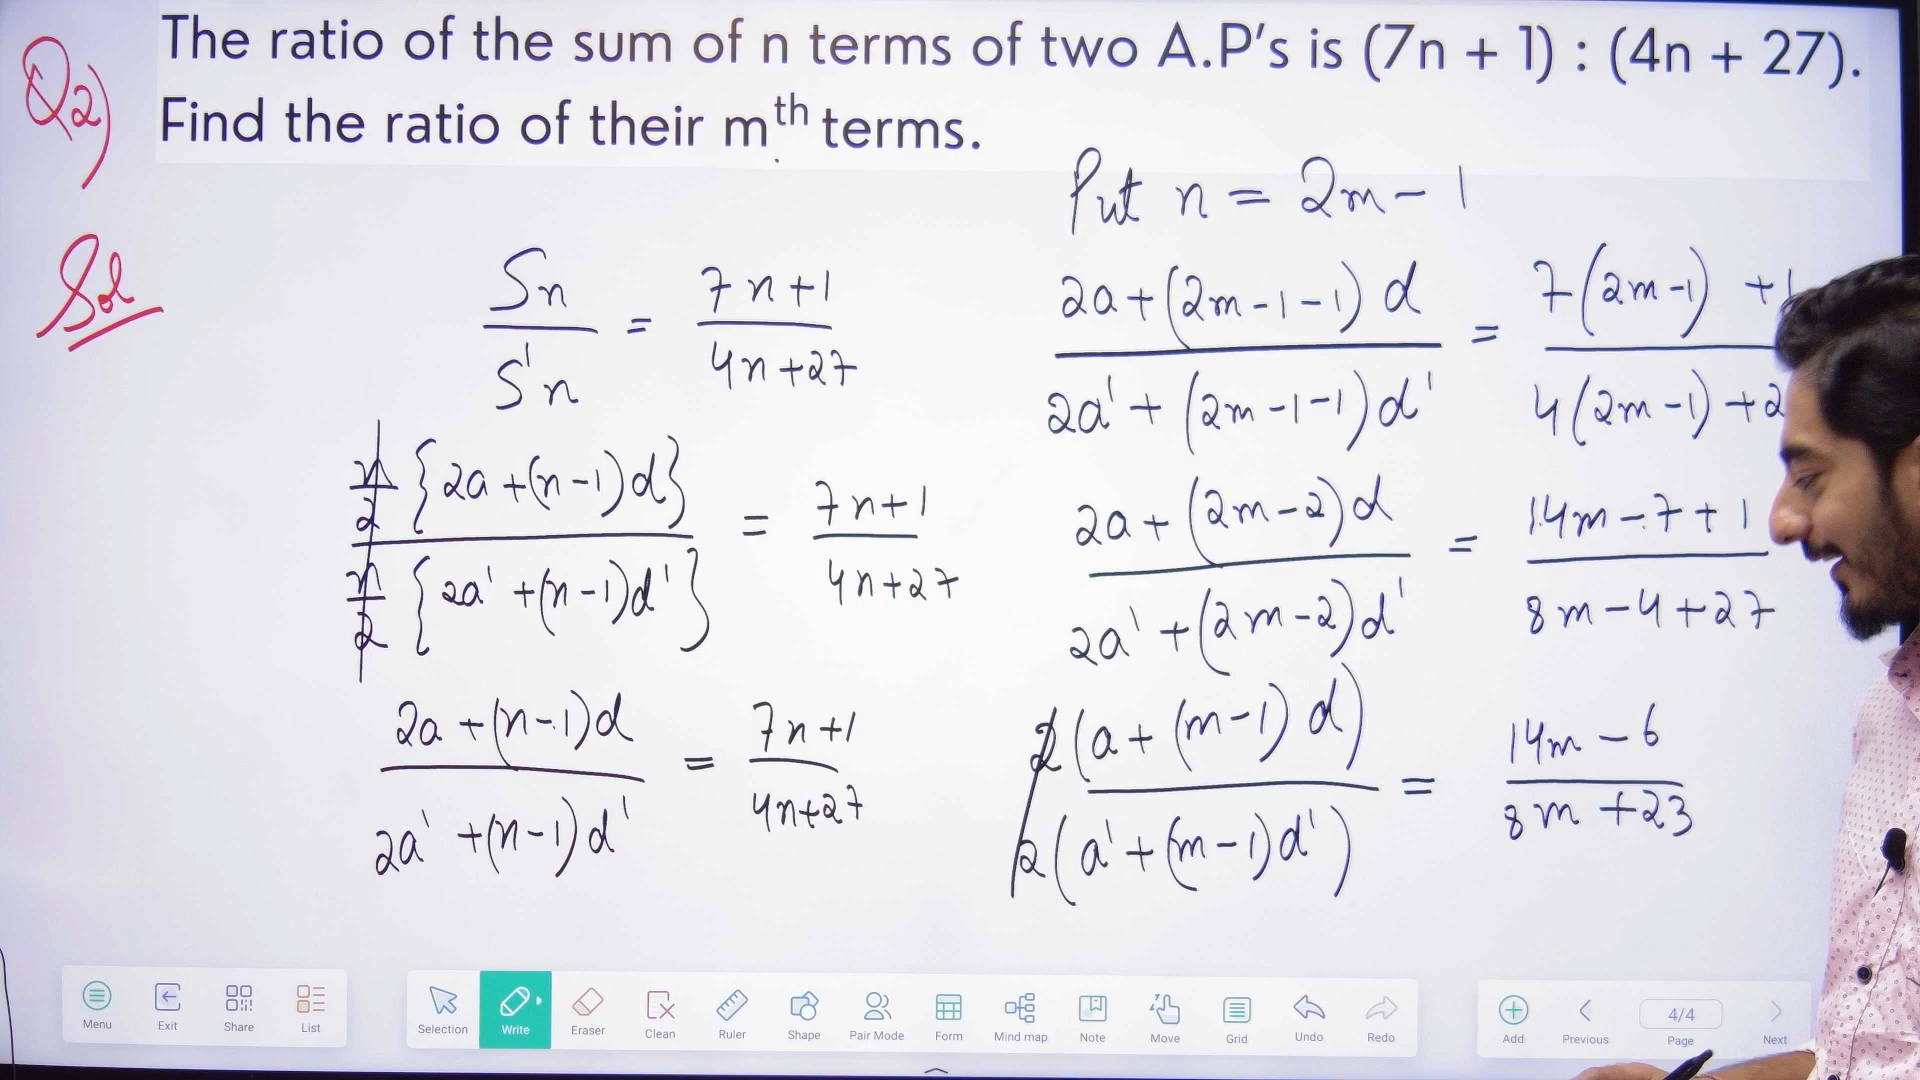 The ratio of the sum of n terms of two A.P's is (7n + 1) : (4n + 27).
Find the ratio of their mᵗʰ terms.
Q2)
Sol
Sn / S'n = 7n+1 / 4n+27
n/2 {2a+(n-1)d} / n/2 {2a'+(n-1)d'} = 7n+1 / 4n+27
2a+(n-1)d / 2a'+(n-1)d' = 7n+1 / 4n+27
Put n = 2m-1
2a+(2m-1-1)d / 2a'+(2m-1-1)d' = 7(2m-1)+1 / 4(2m-1)+2
2a+(2m-2)d / 2a'+(2m-2)d' = 14m-7+1 / 8m-4+27
2(a+(m-1)d) / 2(a'+(m-1)d') = 14m-6 / 8m+23
Menu Exit Share List
Selection Write Eraser Clean Ruler Shape Pair Mode Form Mind map Note Move Grid Undo Redo
Add Previous 4/4 Page Next